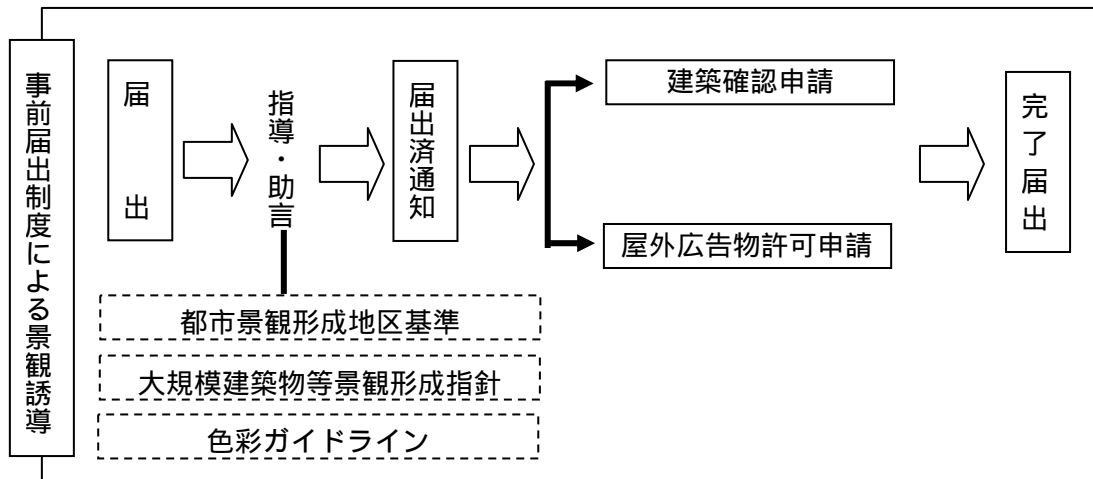 事前届出制度による景観誘導
届出
指導・助言
届出済通知
建築確認申請
屋外広告物許可申請
完了届出
都市景観形成地区基準
大規模建築物等景観形成指針
色彩ガイドライン